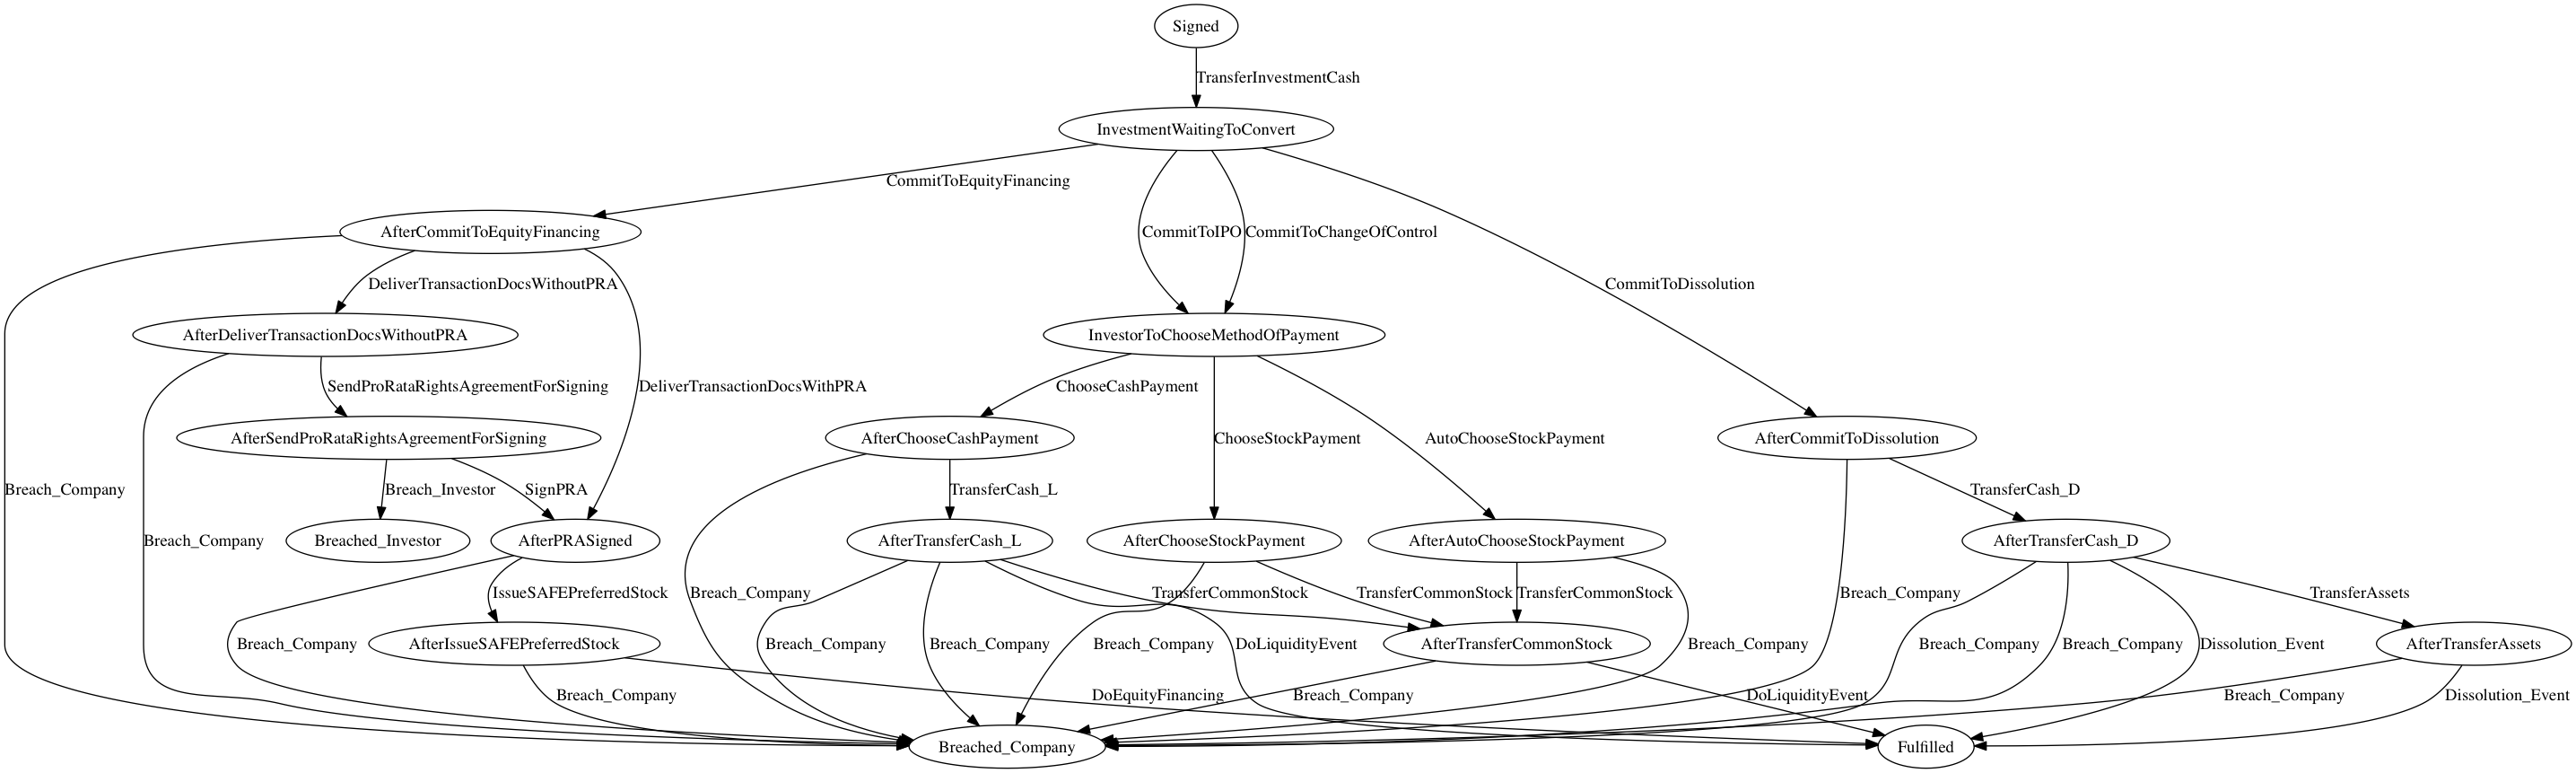 Signed
TransferInvestmentCash
InvestmentWaitingToConvert
CommitToEquityFinancing
AfterCommitToEquityFinancing
CommitToIPO
CommitToChangeOfControl
DeliverTransactionDocsWithoutPRA
CommitToDissolution
AfterDeliverTransactionDocsWithoutPRA
InvestorToChooseMethodOfPayment
SendProRataRightsAgreementForSigning
DeliverTransactionDocsWithPRA
ChooseCashPayment
AfterSendProRataRightsAgreementForSigning
AfterChooseCashPayment
ChooseStockPayment
AutoChooseStockPayment
AfterCommitToDissolution
Breach_Company
Breach_Investor
SignPRA
TransferCash_L
TransferCash_D
Breach_Company
Breached_Investor
AfterPRASigned
AfterTransferCash_L
AfterChooseStockPayment
AfterAutoChooseStockPayment
AfterTransferCash_D
IssueSAFEPreferredStock
Breach_Company
TransferCommonStock
TransferCommonStock
TransferCommonStock
Breach_Company
TransferAssets
Breach_Company
AfterIssueSAFEPreferredStock
Breach_Company
Breach_Company
Breach_Company
DoLiquidityEvent
AfterTransferCommonStock
Breach_Company
Breach_Company
Breach_Company
Dissolution_Event
AfterTransferAssets
Breach_Company
DoEquityFinancing
Breach_Company
DoLiquidityEvent
Breach_Company
Dissolution_Event
Breached_Company
Fulfilled